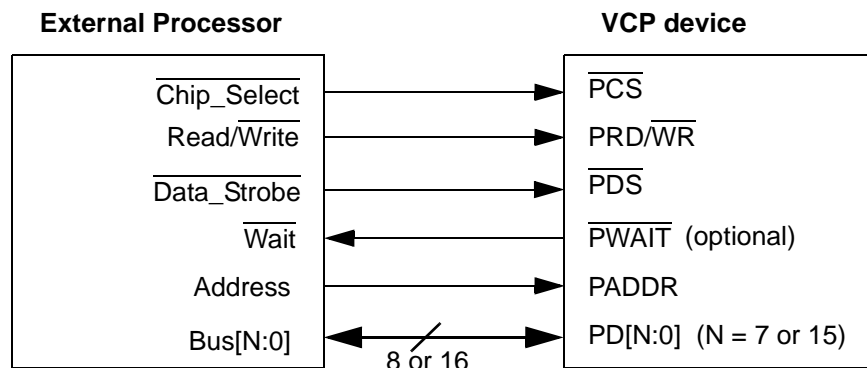 External Processor
VCP device
Chip_Select
PCS
Read/Write
PRD/WR
Data_Strobe
PDS
Wait
PWAIT (optional)
Address
PADDR
Bus[N:0]
PD[N:0] (N = 7 or 15)
8 or 16